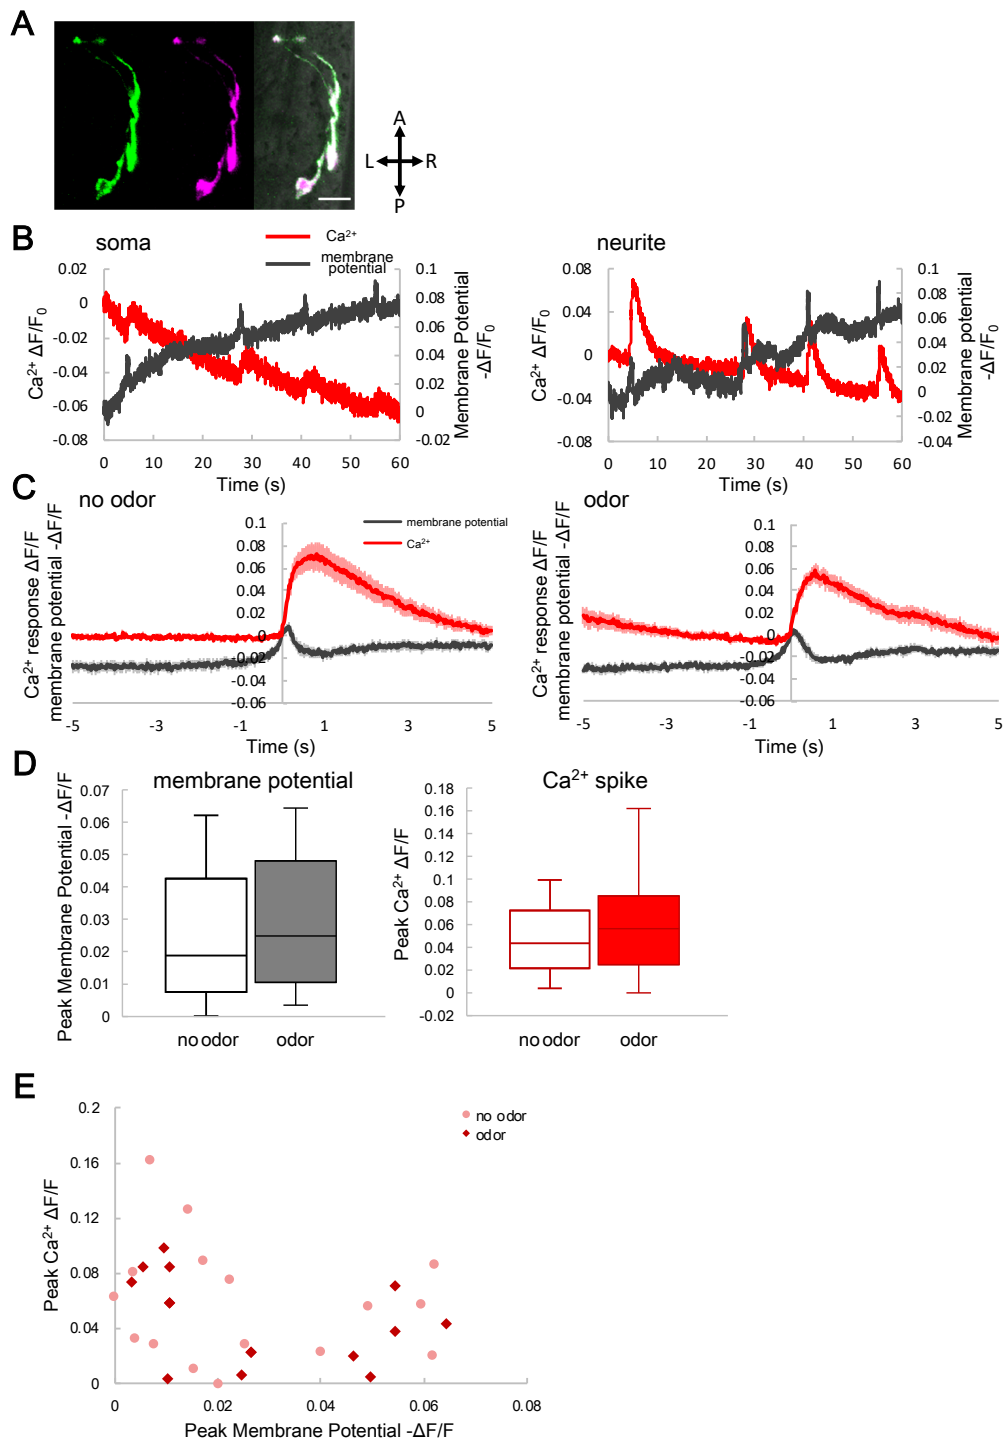 A
A
L R
P
B
soma
Ca²⁺
membrane
potential
neurite
Ca²⁺ ΔF/F₀
0.02
0
-0.02
-0.04
-0.06
-0.08
0.1
0.08
0.06
0.04
0.02
0
-0.02
Membrane Potential
-ΔF/F₀
0 10 20 30 40 50 60
Time (s)
Ca²⁺ ΔF/F₀
0.08
0.04
0
-0.04
-0.08
0.1
0.08
0.06
0.04
0.02
0
-0.02
-0.04
Membrane potential
-ΔF/F₀
0 10 20 30 40 50 60
Time (s)
C
no odor
Ca²⁺ response ΔF/F
membrane potential -ΔF/F
0.1
0.08
0.06
0.04
0.02
0
-0.02
-0.04
-0.06
membrane potential
Ca²⁺
-5 -3 -1 1 3 5
Time (s)
odor
Ca²⁺ response ΔF/F
membrane potential -ΔF/F
0.1
0.08
0.06
0.04
0.02
0
-0.02
-0.04
-0.06
-5 -3 -1 1 3 5
Time (s)
D
membrane potential
Peak Membrane Potential -ΔF/F
0.07
0.06
0.05
0.04
0.03
0.02
0.01
0
no odor odor
Ca²⁺ spike
Peak Ca²⁺ ΔF/F
0.18
0.16
0.14
0.12
0.1
0.08
0.06
0.04
0.02
0
-0.02
no odor odor
E
Peak Ca²⁺ ΔF/F
0.2
0.16
0.12
0.08
0.04
0
no odor
odor
0 0.02 0.04 0.06 0.08
Peak Membrane Potential -ΔF/F